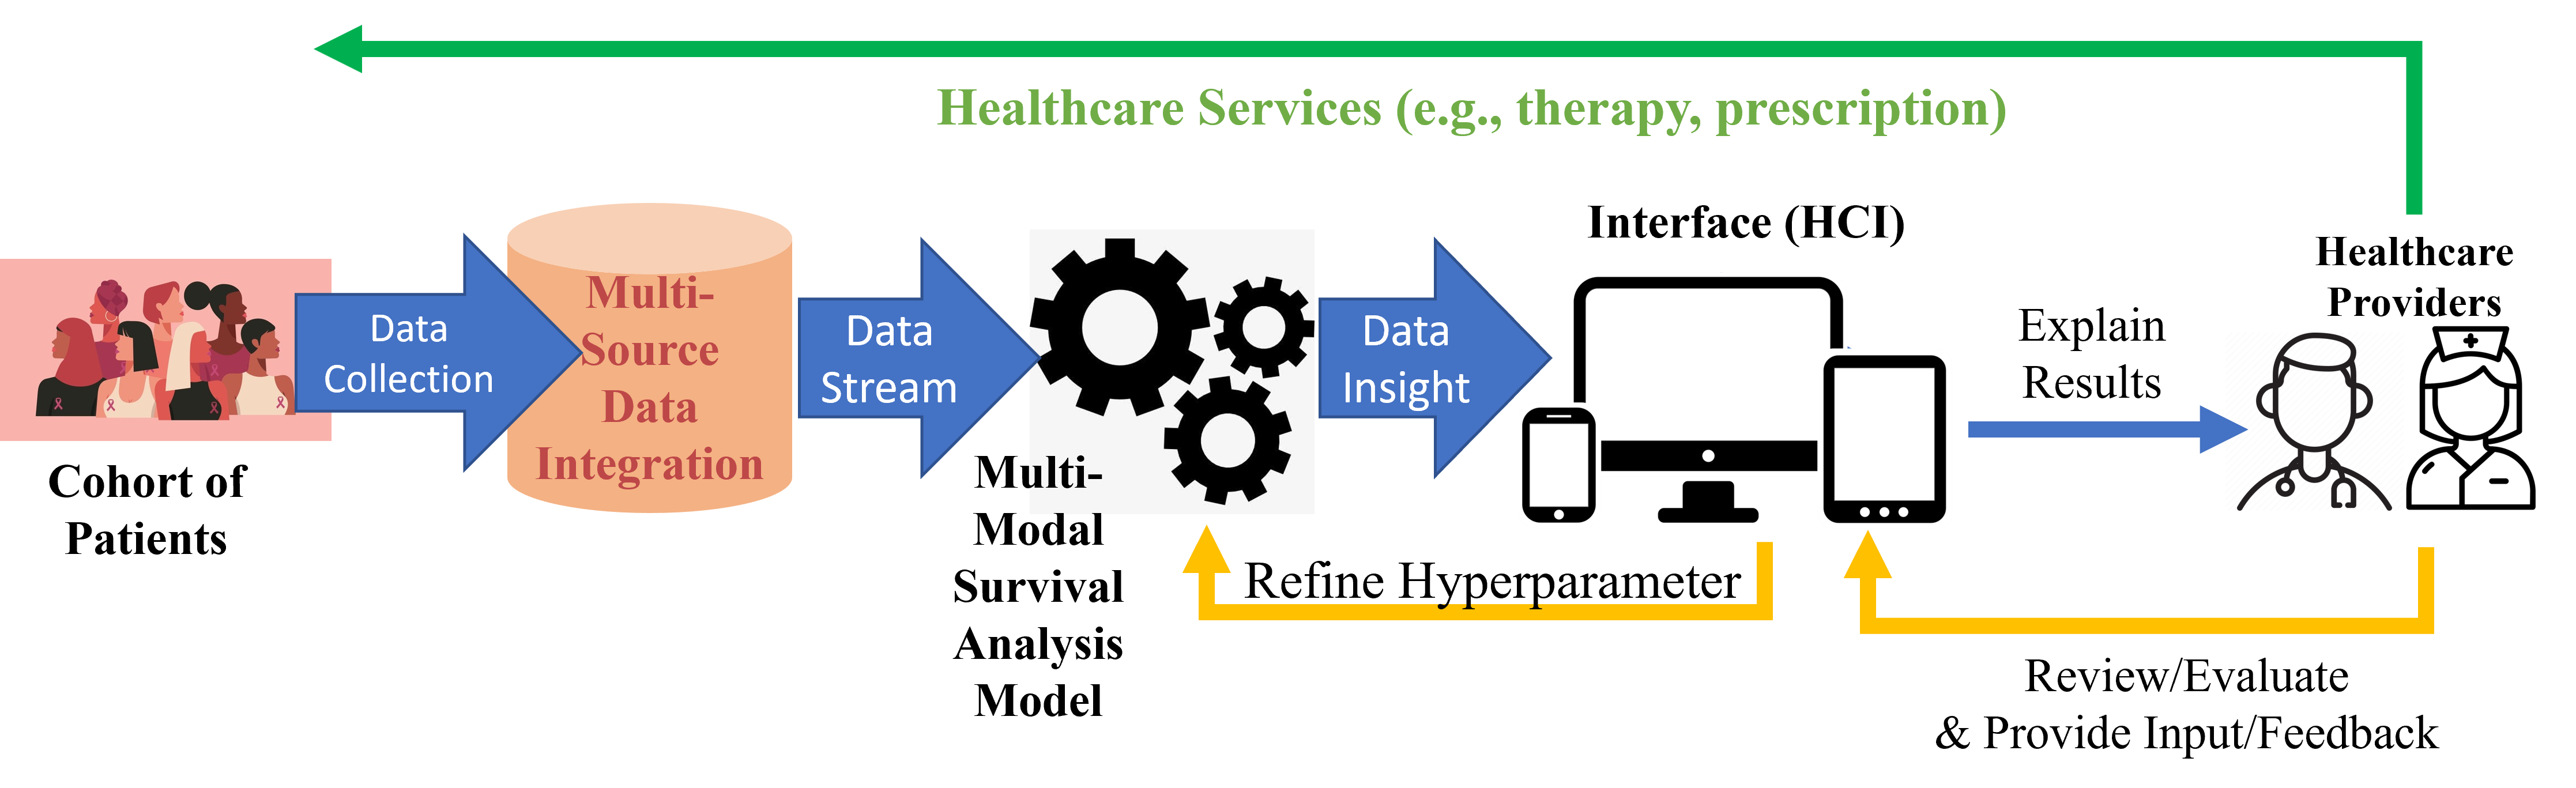 Healthcare Services (e.g., therapy, prescription)
Cohort of
Patients
Data
Collection
Multi-
Source
Data
Integration
Data
Stream
Multi-
Modal
Survival
Analysis
Model
Data
Insight
Interface (HCI)
Explain
Results
Healthcare
Providers
Refine Hyperparameter
Review/Evaluate
& Provide Input/Feedback